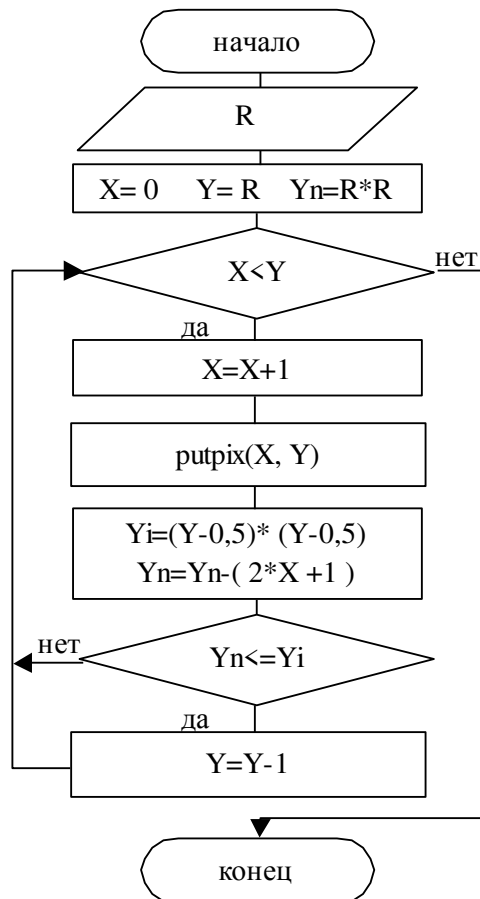 начало
R
X= 0 Y= R Yn=R*R
X<Y
нет
да
X=X+1
putpix(X, Y)
Yi=(Y-0,5)* (Y-0,5)
Yn=Yn-( 2*X +1 )
нет
Yn<=Yi
да
Y=Y-1
конец